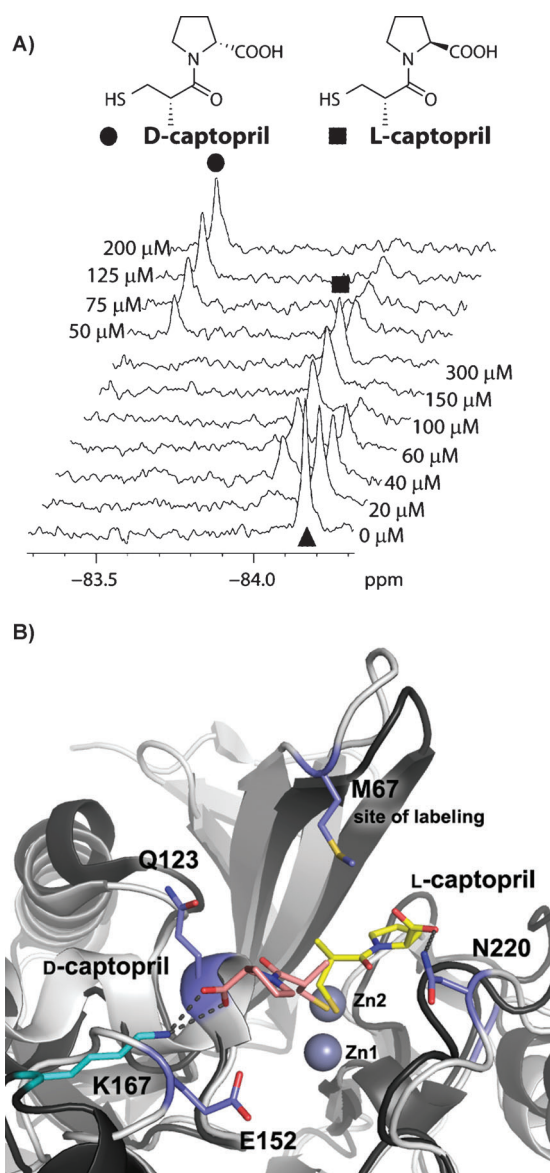 A)
COOH
N
HS
O
D-captopril
COOH
N
HS
O
L-captopril
200 μM
125 μM
75 μM
50 μM
300 μM
150 μM
100 μM
60 μM
40 μM
20 μM
0 μM
−83.5
−84.0
ppm
B)
M67
site of labeling
Q123
L-captopril
D-captopril
N220
Zn2
Zn1
K167
E152